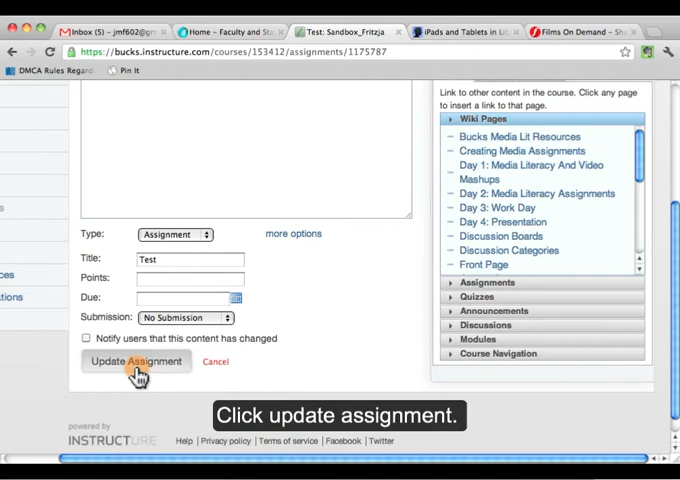 Inbox (5) - jmf602@gm
Home – Faculty and Sta
Test: Sandbox_Fritzja
iPads and Tablets in Lib
Films On Demand - Sha
https://bucks.instructure.com/courses/153412/assignments/1175787
DMCA Rules Regardi
Pin It
Link to other content in the course. Click any page
to insert a link to that page.
Wiki Pages
Bucks Media Lit Resources
Creating Media Assignments
Day 1: Media Literacy And Video
Mashups
Day 2: Media Literacy Assignments
Day 3: Work Day
Day 4: Presentation
Discussion Boards
Discussion Categories
Front Page
Assignments
Quizzes
Announcements
Discussions
Modules
Course Navigation
s
ces
tions
Type: Assignment more options
Title: Test
Points:
Due:
Submission: No Submission
Notify users that this content has changed
Update Assignment Cancel
Click update assignment.
powered by
INSTRUCTURE
Help | Privacy policy | Terms of service | Facebook | Twitter